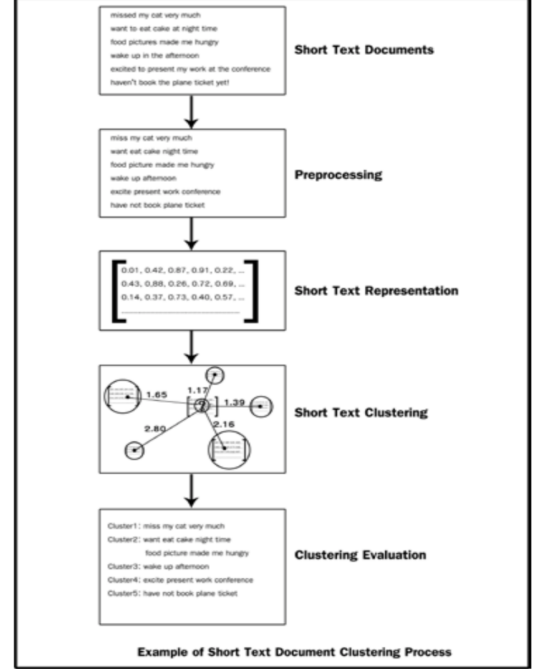 missed my cat very much
want to eat cake at night time
food pictures made me hungry
wake up in the afternoon
excited to present my work at the conference
haven't book the plane ticket yet!
Short Text Documents
miss my cat very much
want eat cake night time
food picture made me hungry
wake up afternoon
excite present work conference
have not book plane ticket
Preprocessing
0.01, 0.42, 0.87, 0.91, 0.22, ...
0.43, 0,88, 0.26, 0.72, 0.69, ...
0.14, 0.37, 0.73, 0.40, 0.57, ...
Short Text Representation
1.17
1.65
1.39
2.80
2.16
Short Text Clustering
Cluster1: miss my cat very much
Cluster2: want eat cake night time
food picture made me hungry
Cluster3: wake up afternoon
Cluster4: excite present work conference
Cluster5: have not book plane ticket
Clustering Evaluation
Example of Short Text Document Clustering Process